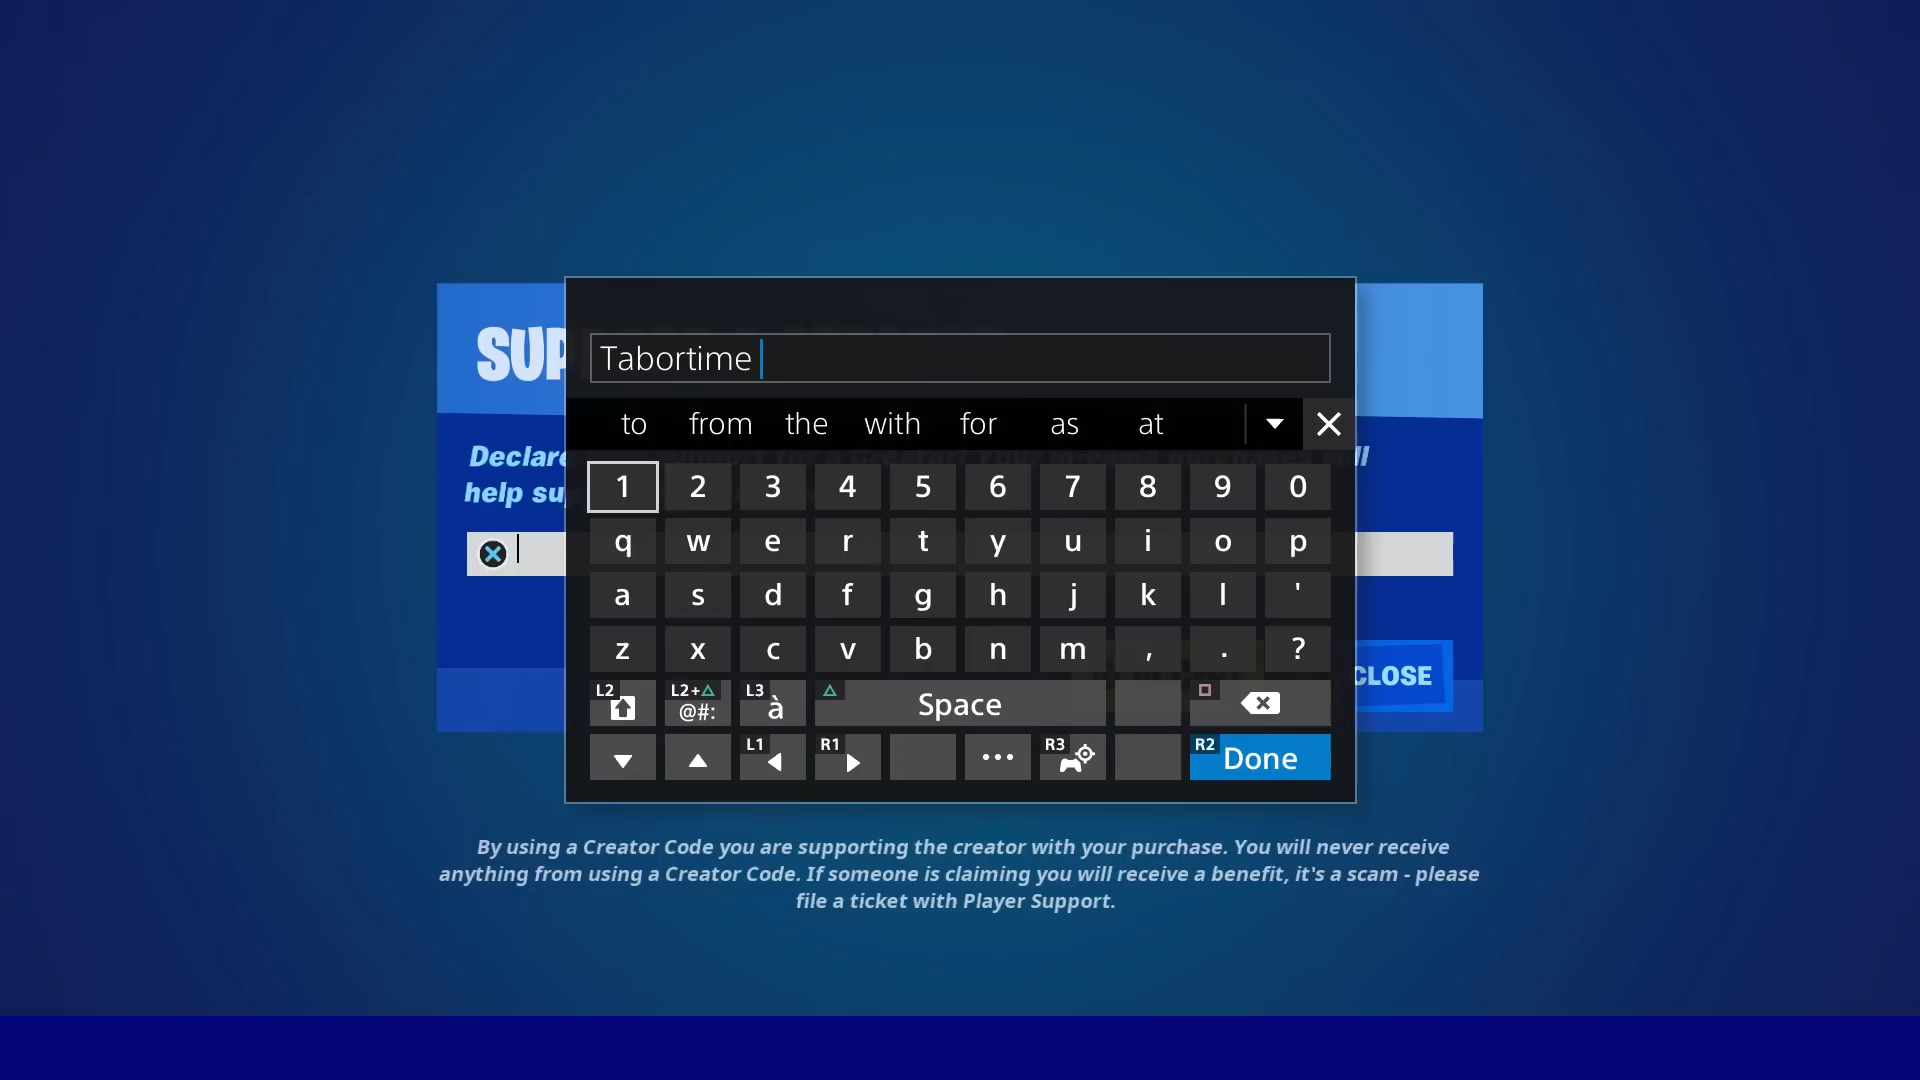 SUP
Tabortime
to from the with for as at
Declare
ll
help su
1 2 3 4 5 6 7 8 9 0
q w e r t y u i o p
a s d f g h j k l '
z x c v b n m , . ?
L2 L2+△ @#: L3 à △ Space □
L1 R1 ... R3 R2 Done
CLOSE
By using a Creator Code you are supporting the creator with your purchase. You will never receive
anything from using a Creator Code. If someone is claiming you will receive a benefit, it's a scam - please
file a ticket with Player Support.